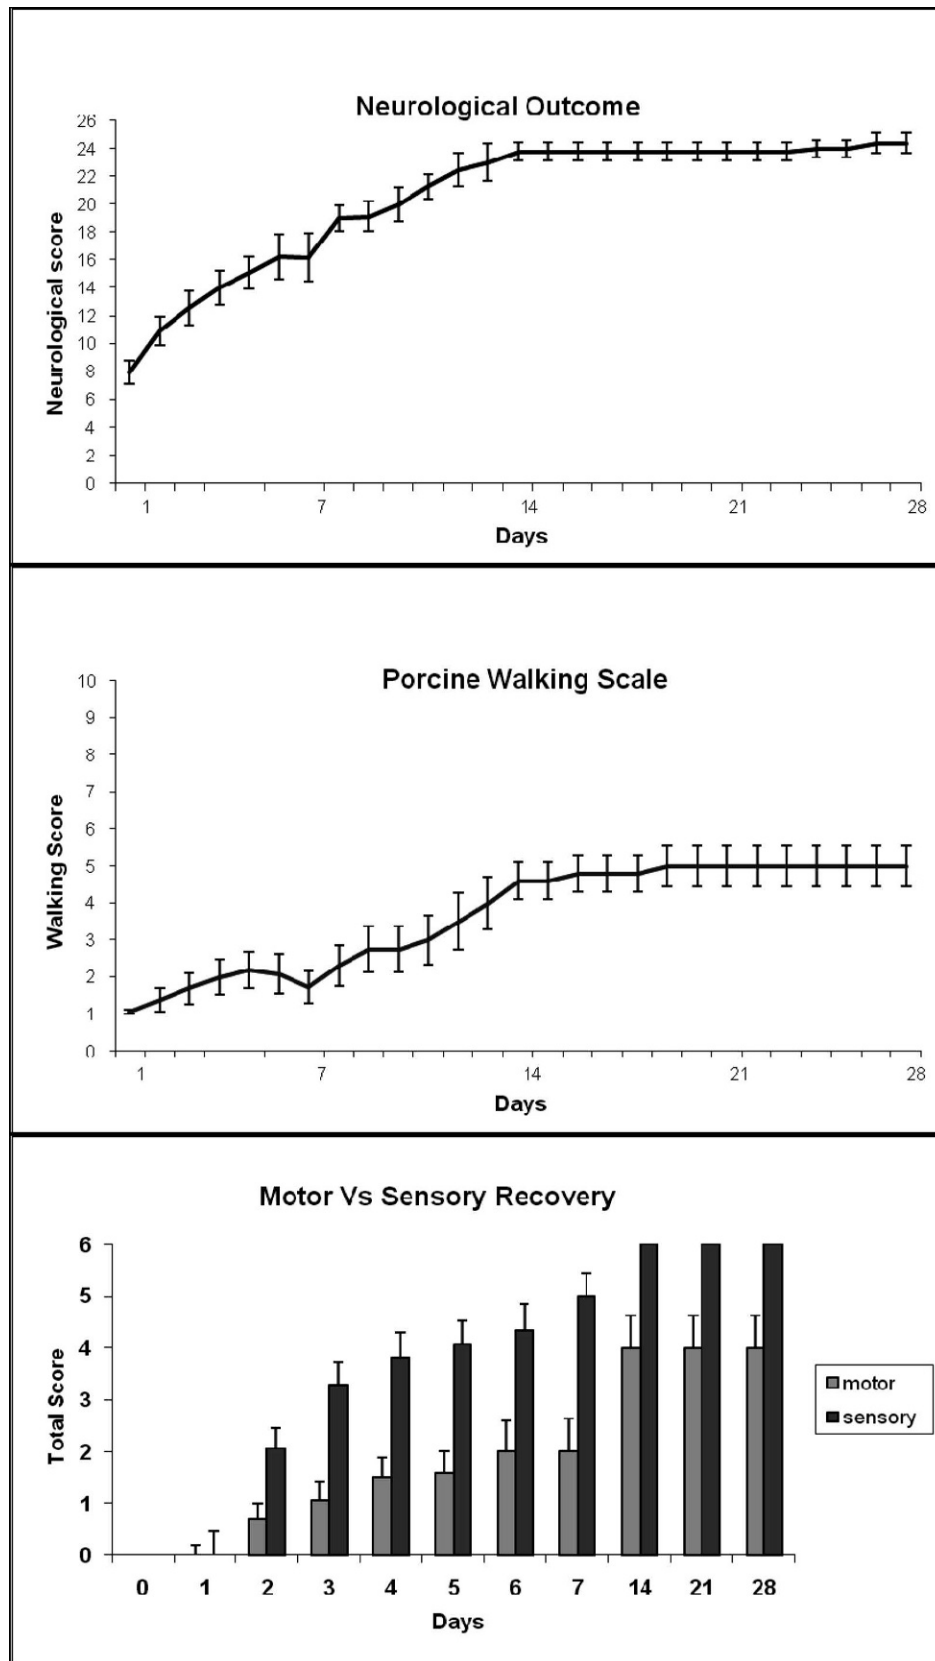 Neurological Outcome
26
24
22
20
18
16
14
12
10
8
6
4
2
0
Neurological score
1 7 14 21 28
Days
Porcine Walking Scale
10
9
8
7
6
5
4
3
2
1
0
Walking Score
1 7 14 21 28
Days
Motor Vs Sensory Recovery
6
5
4
3
2
1
0
Total Score
0 1 2 3 4 5 6 7 14 21 28
Days
motor
sensory